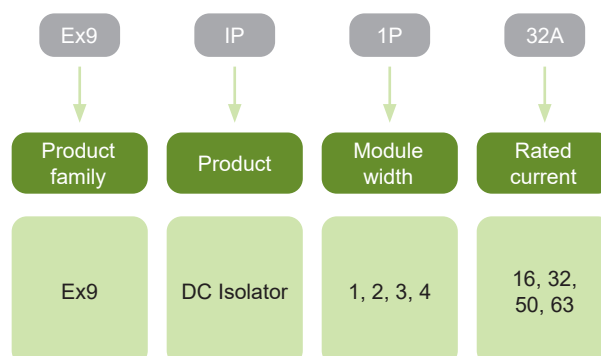 Ex9
IP
1P
32A
Product
family
Product
Module
width
Rated
current
Ex9
DC Isolator
1, 2, 3, 4
16, 32,
50, 63